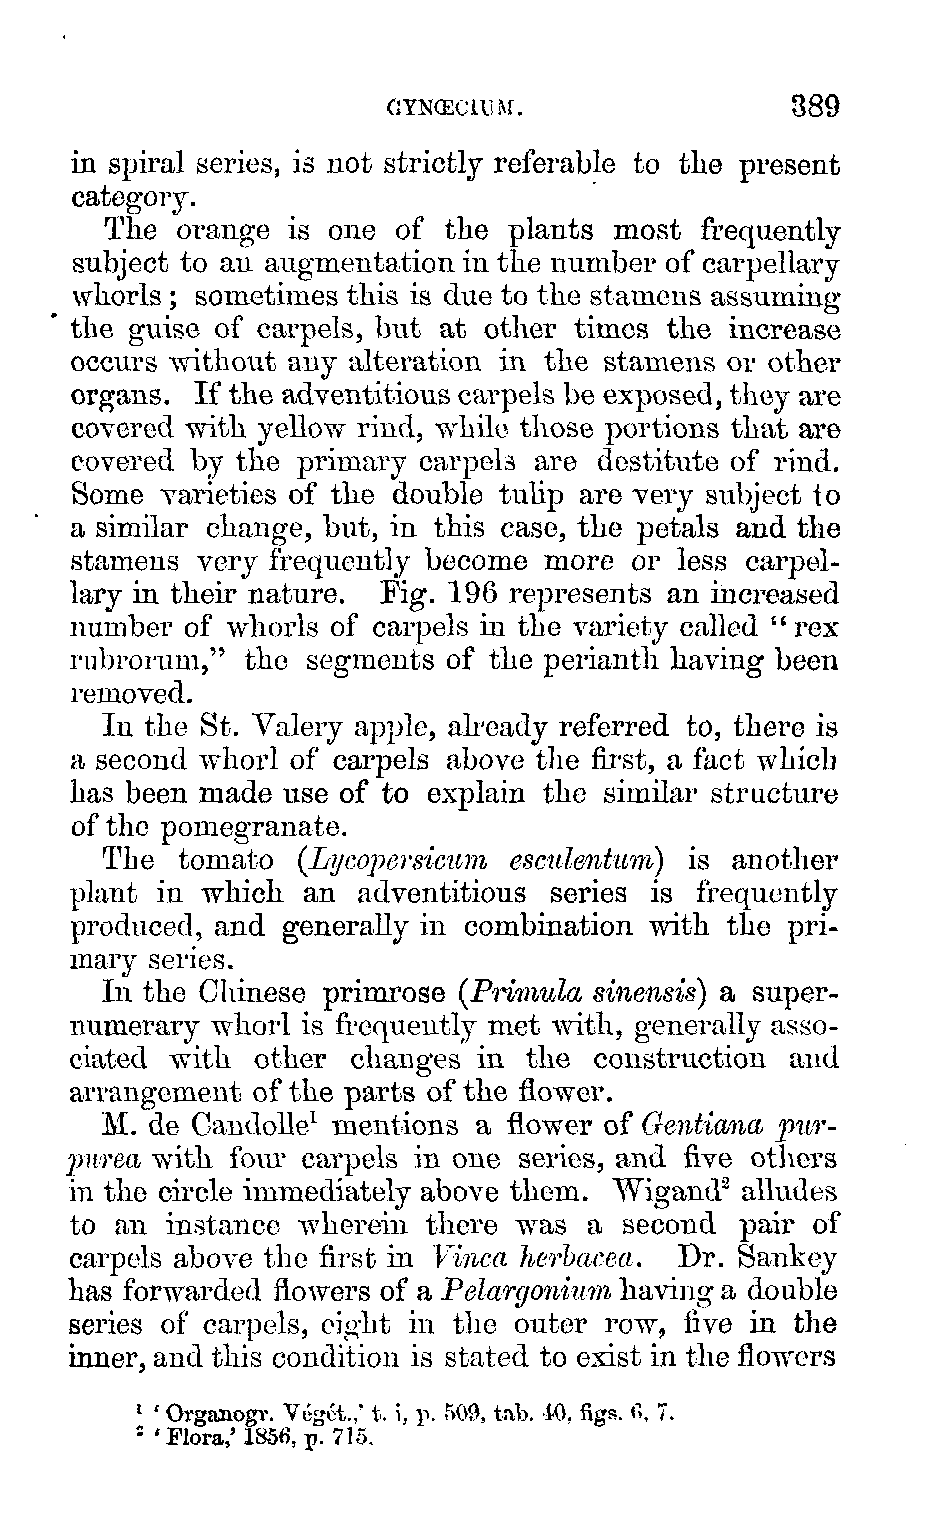 GYNŒCIUM. 389
in spiral series, is not strictly referable to the present
category.
The orange is one of the plants most frequently
subject to an augmentation in the number of carpellary
whorls; sometimes this is due to the stamens assuming
the guise of carpels, but at other times the increase
occurs without any alteration in the stamens or other
organs. If the adventitious carpels be exposed, they are
covered with yellow rind, while those portions that are
covered by the primary carpels are destitute of rind.
Some varieties of the double tulip are very subject to
a similar change, but, in this case, the petals and the
stamens very frequently become more or less carpel-
lary in their nature. Fig. 196 represents an increased
number of whorls of carpels in the variety called “rex
rubrorum,” the segments of the perianth having been
removed.
In the St. Valery apple, already referred to, there is
a second whorl of carpels above the first, a fact which
has been made use of to explain the similar structure
of the pomegranate.
The tomato (Lycopersicum esculentum) is another
plant in which an adventitious series is frequently
produced, and generally in combination with the pri-
mary series.
In the Chinese primrose (Primula sinensis) a super-
numerary whorl is frequently met with, generally asso-
ciated with other changes in the construction and
arrangement of the parts of the flower.
M. de Candolle¹ mentions a flower of Gentiana pur-
purea with four carpels in one series, and five others
in the circle immediately above them. Wigand² alludes
to an instance wherein there was a second pair of
carpels above the first in Vinca herbacea. Dr. Sankey
has forwarded flowers of a Pelargonium having a double
series of carpels, eight in the outer row, five in the
inner, and this condition is stated to exist in the flowers
¹ ‘Organogr. Végét.,’ t. i, p. 509, tab. 40, figs. 6, 7.
² ‘Flora,’ 1856, p. 715.